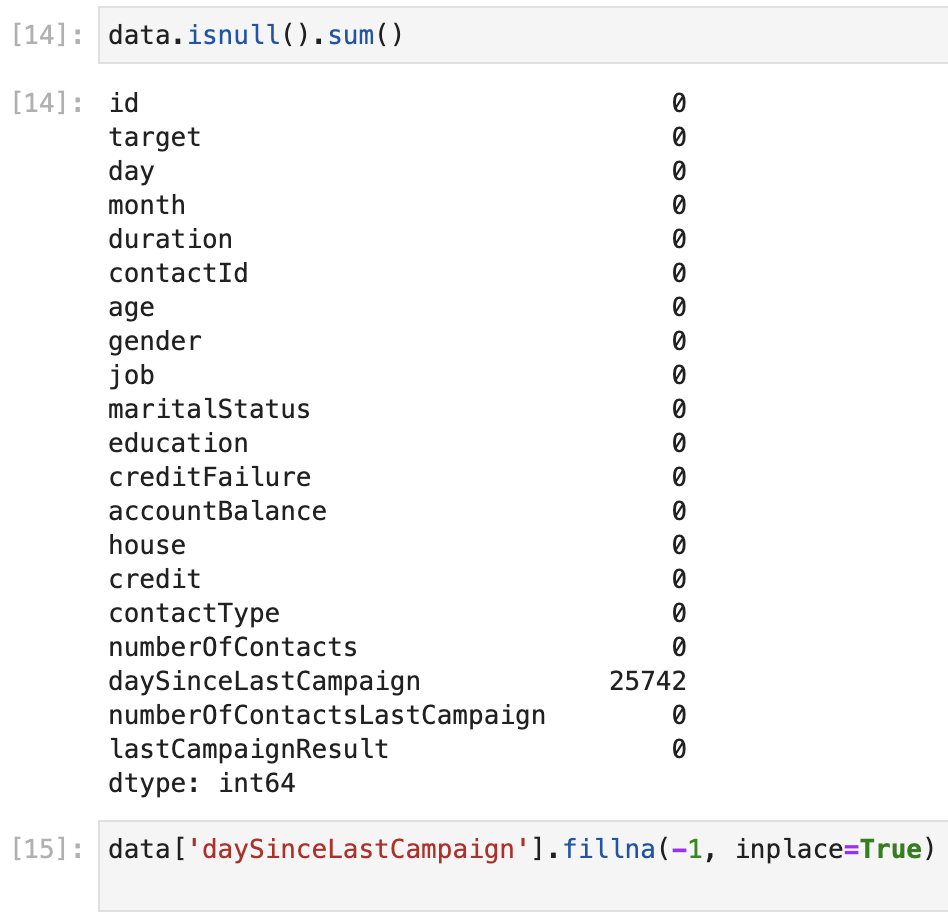 [14]: data.isnull().sum()
[14]: id 0
target 0
day 0
month 0
duration 0
contactId 0
age 0
gender 0
job 0
maritalStatus 0
education 0
creditFailure 0
accountBalance 0
house 0
credit 0
contactType 0
numberOfContacts 0
daySinceLastCampaign 25742
numberOfContactsLastCampaign 0
lastCampaignResult 0
dtype: int64
[15]: data['daySinceLastCampaign'].fillna(-1, inplace=True)